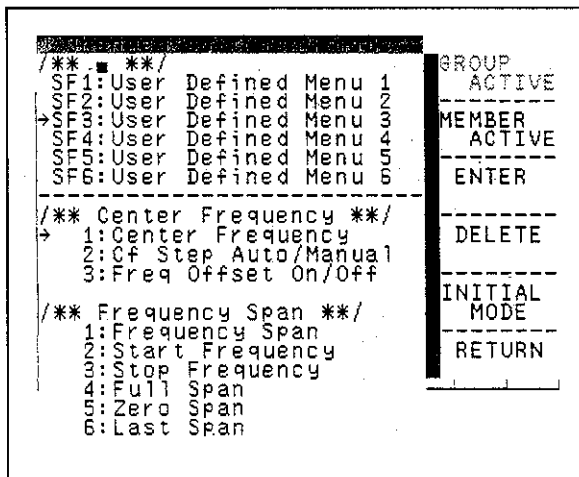 /** . ■ **/
SF1:User Defined Menu 1
SF2:User Defined Menu 2
→SF3:User Defined Menu 3
SF4:User Defined Menu 4
SF5:User Defined Menu 5
SF6:User Defined Menu 6
/** Center Frequency **/
→ 1:Center Frequency
2:Cf Step Auto/Manual
3:Freq Offset On/Off
/** Frequency Span **/
1:Frequency Span
2:Start Frequency
3:Stop Frequency
4:Full Span
5:Zero Span
6:Last Span
GROUP
ACTIVE
MEMBER
ACTIVE
ENTER
DELETE
INITIAL
MODE
RETURN